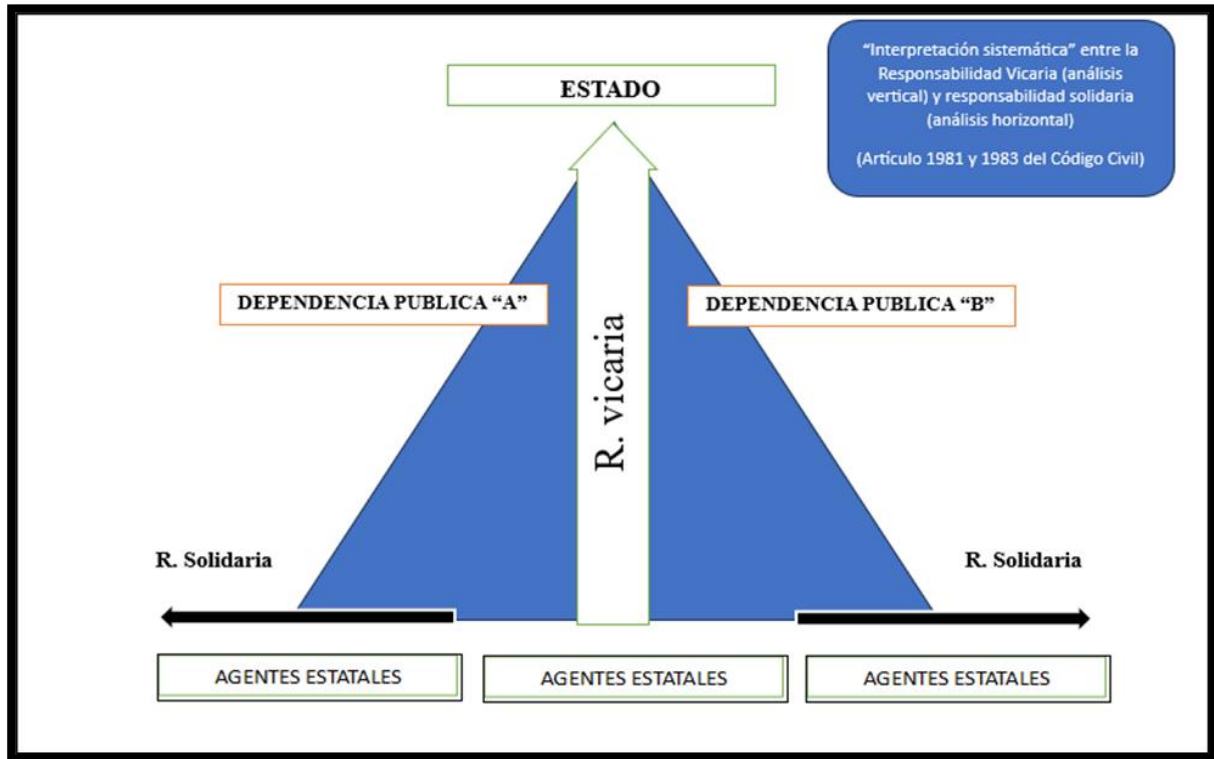 “Interpretación sistemática” entre la
Responsabilidad Vicaria (análisis
vertical) y responsabilidad solidaria
(análisis horizontal)
(Artículo 1981 y 1983 del Código Civil)
ESTADO
DEPENDENCIA PUBLICA “A”
DEPENDENCIA PUBLICA “B”
R. vicaria
R. Solidaria
R. Solidaria
AGENTES ESTATALES
AGENTES ESTATALES
AGENTES ESTATALES